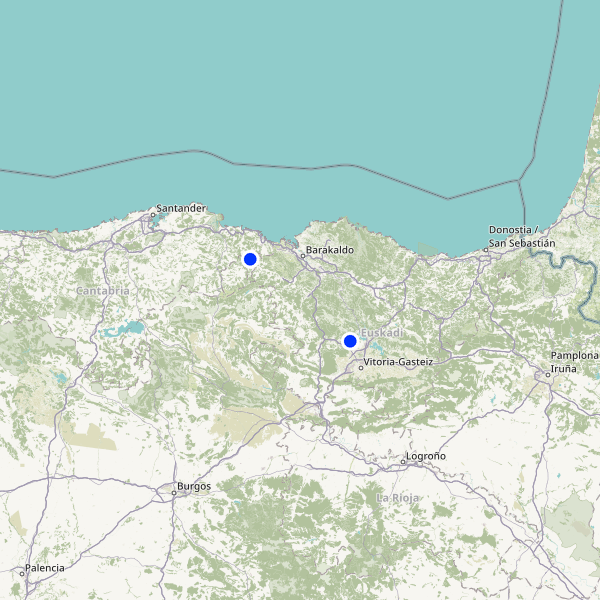 Santander
Donostia /
San Sebastián
Barakaldo
Cantabria
Euskadi
Pamplona
Iruña
Vitoria-Gasteiz
Logroño
Burgos
La Rioja
Palencia